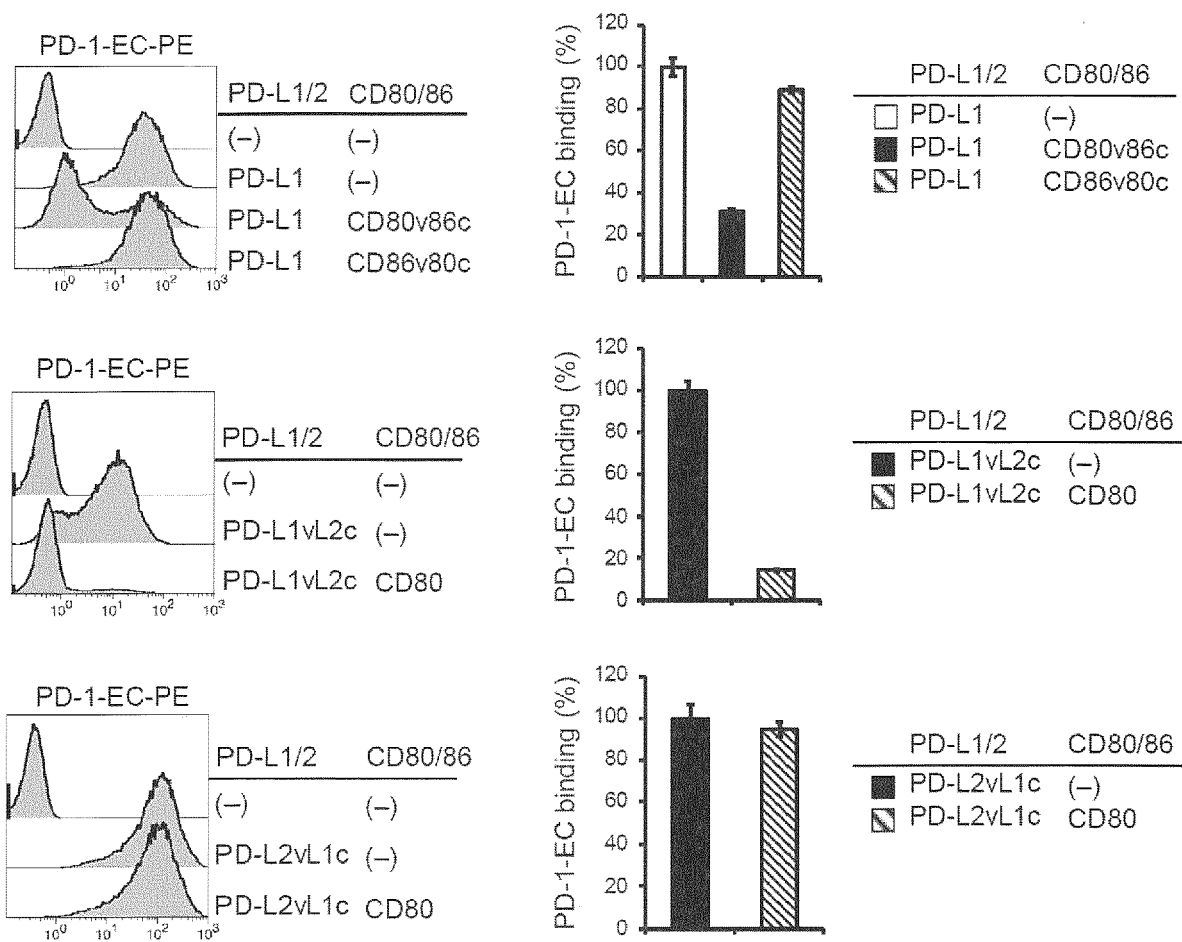 PD-1-EC-PE
PD-L1/2 CD80/86
(–) (–)
PD-L1 (–)
PD-L1 CD80v86c
PD-L1 CD86v80c
10⁰ 10¹ 10² 10³
PD-1-EC binding (%)
120
100
80
60
40
20
0
PD-L1/2 CD80/86
PD-L1 (–)
PD-L1 CD80v86c
PD-L1 CD86v80c
PD-1-EC-PE
PD-L1/2 CD80/86
(–) (–)
PD-L1vL2c (–)
PD-L1vL2c CD80
10⁰ 10¹ 10² 10³
PD-1-EC binding (%)
120
100
80
60
40
20
0
PD-L1/2 CD80/86
PD-L1vL2c (–)
PD-L1vL2c CD80
PD-1-EC-PE
PD-L1/2 CD80/86
(–) (–)
PD-L2vL1c (–)
PD-L2vL1c CD80
10⁰ 10¹ 10² 10³
PD-1-EC binding (%)
120
100
80
60
40
20
0
PD-L1/2 CD80/86
PD-L2vL1c (–)
PD-L2vL1c CD80